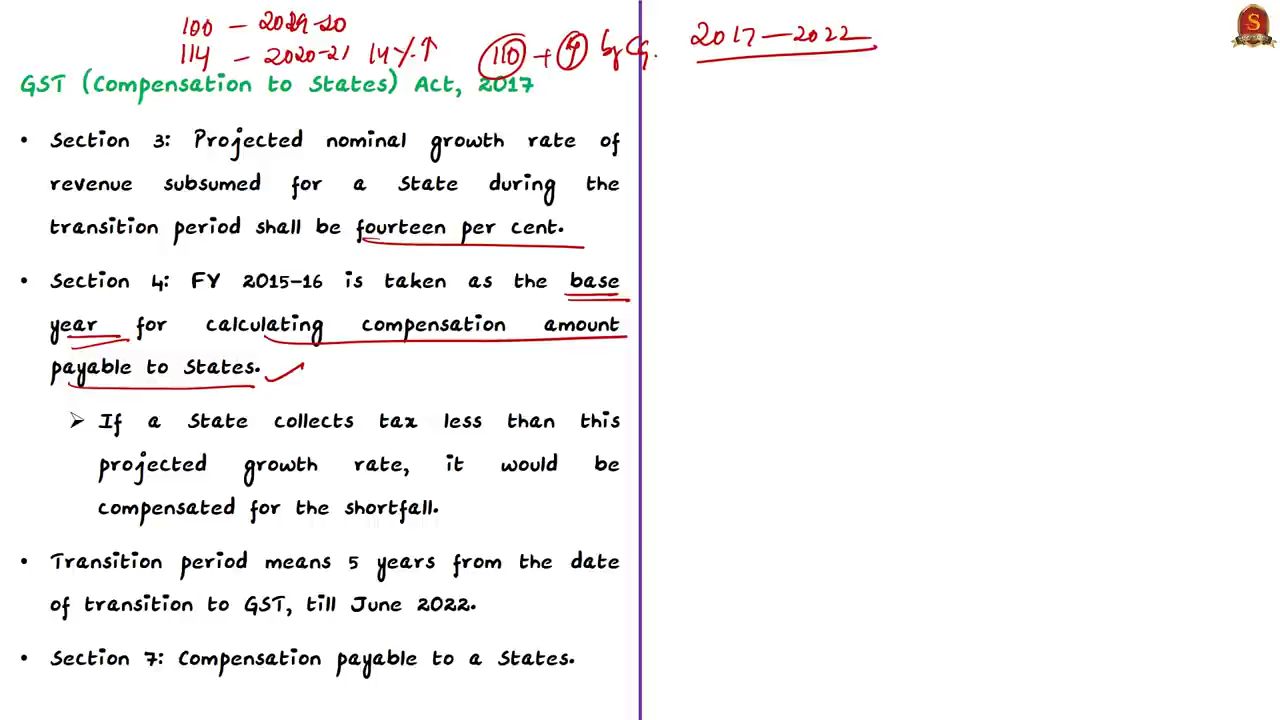 100 - 2019-20
114 - 2020-21 14%↑ 110 + 4 by CG. 2017-2022
GST (Compensation to States) Act, 2017
• Section 3: Projected nominal growth rate of
revenue subsumed for a State during the
transition period shall be fourteen per cent.
• Section 4: FY 2015-16 is taken as the base
year for calculating compensation amount
payable to States.
➢ If a State collects tax less than this
projected growth rate, it would be
compensated for the shortfall.
• Transition period means 5 years from the date
of transition to GST, till June 2022.
• Section 7: Compensation payable to a States.
S